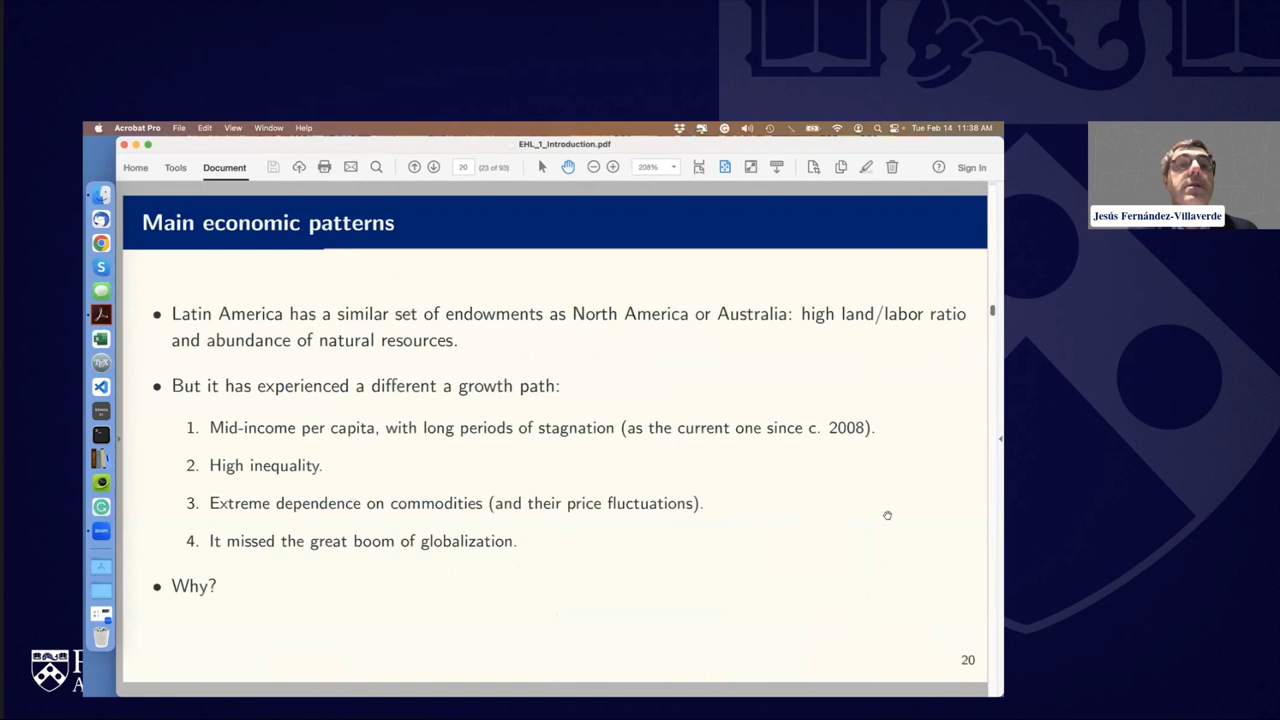 Acrobat Pro File Edit View Window Help Tue Feb 14 11:38 AM
EHL_1_Introduction.pdf
Home Tools Document 20 (23 of 93) 208% Sign In
Main economic patterns
• Latin America has a similar set of endowments as North America or Australia: high land/labor ratio
and abundance of natural resources.
• But it has experienced a different a growth path:
1. Mid-income per capita, with long periods of stagnation (as the current one since c. 2008).
2. High inequality.
3. Extreme dependence on commodities (and their price fluctuations).
4. It missed the great boom of globalization.
• Why?
20
Jesús Fernández-Villaverde